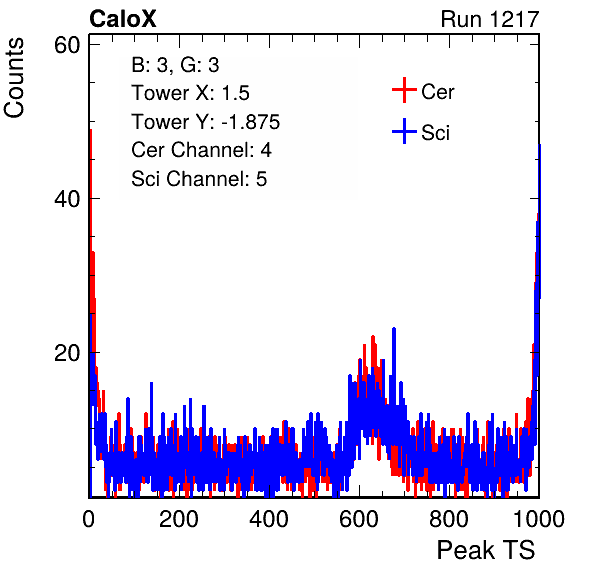 CaloX Run 1217
Counts
60
40
20
B: 3, G: 3
Tower X: 1.5
Tower Y: -1.875
Cer Channel: 4
Sci Channel: 5
Cer
Sci
0 200 400 600 800 1000
Peak TS